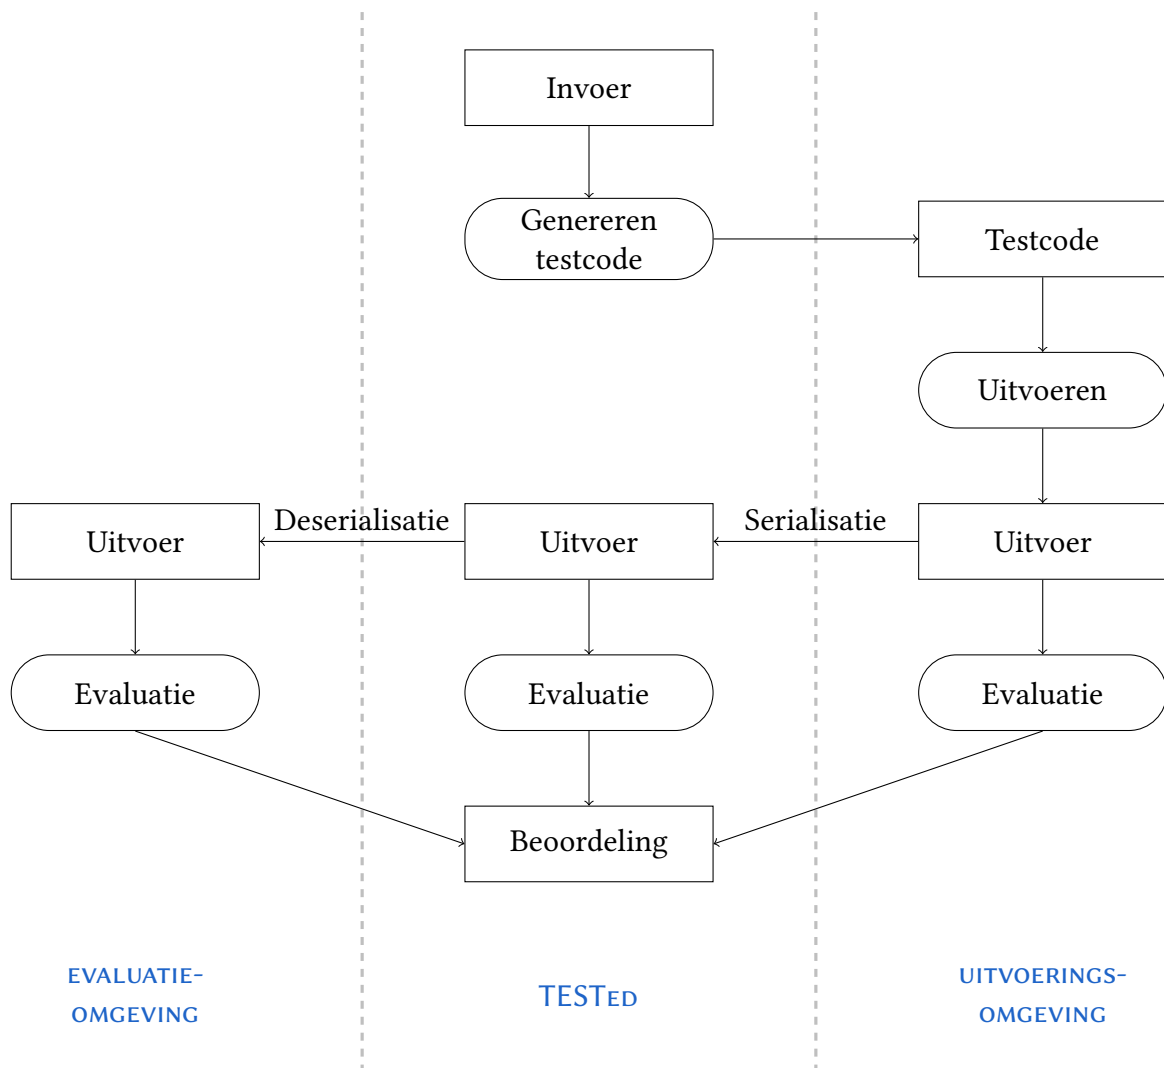 Invoer
Genereren
testcode
Testcode
Uitvoeren
Deserialisatie
Serialisatie
Uitvoer
Uitvoer
Uitvoer
Evaluatie
Evaluatie
Evaluatie
Beoordeling
EVALUATIE-
OMGEVING
TESTED
UITVOERINGS-
OMGEVING